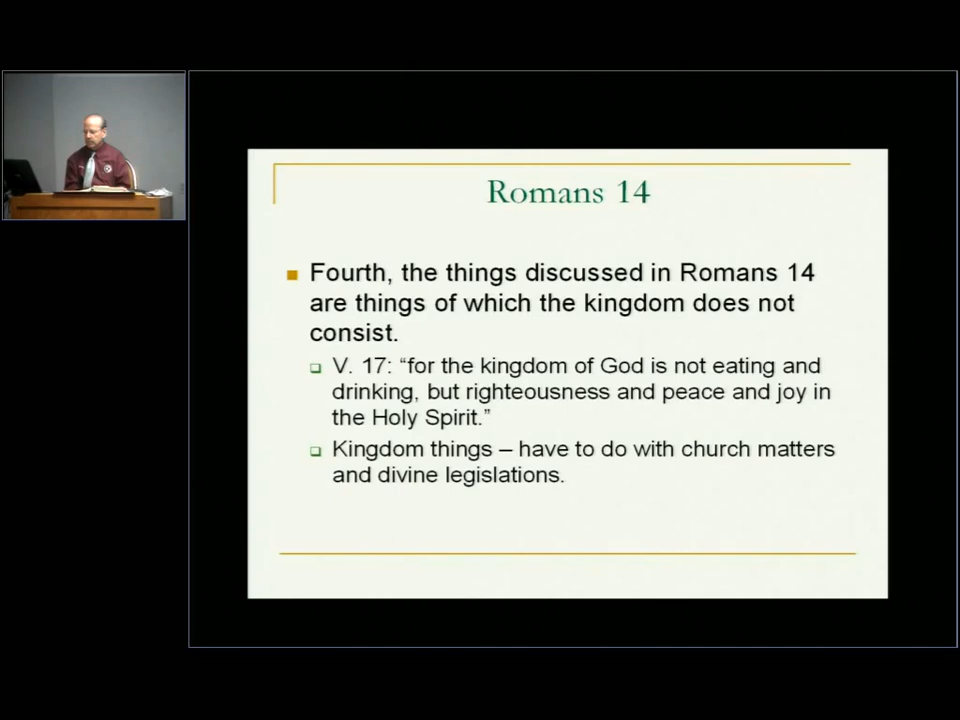 Romans 14
Fourth, the things discussed in Romans 14
are things of which the kingdom does not
consist.
V. 17: “for the kingdom of God is not eating and
drinking, but righteousness and peace and joy in
the Holy Spirit.”
Kingdom things – have to do with church matters
and divine legislations.